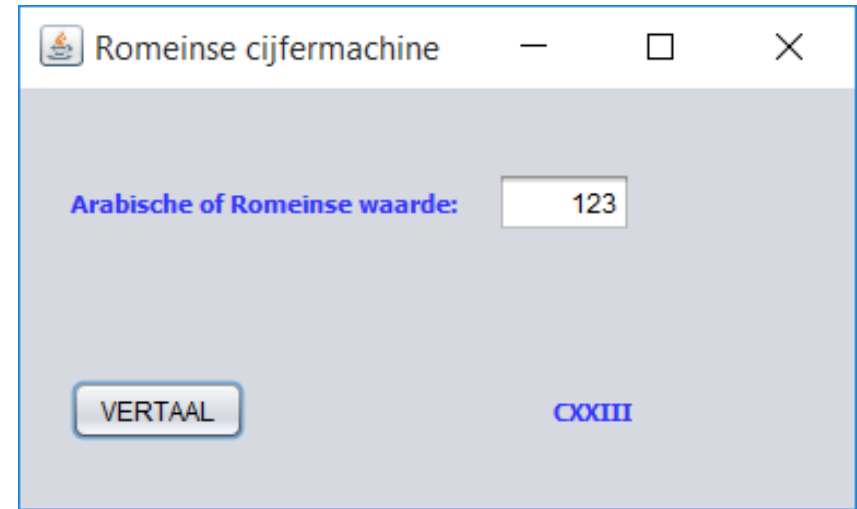 Romeinse cijfermachine
Arabische of Romeinse waarde: 123
VERTAAL CXXIII